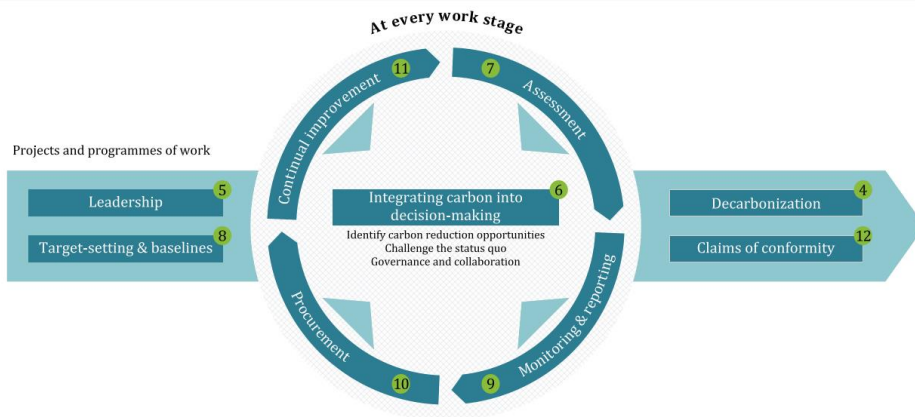 At every work stage
11
7
Continual improvement
Assessment
Projects and programmes of work
5
Leadership
8
Target-setting & baselines
6
Integrating carbon into
decision-making
Identify carbon reduction opportunities
Challenge the status quo
Governance and collaboration
4
Decarbonization
12
Claims of conformity
Procurement
Monitoring & reporting
10
9